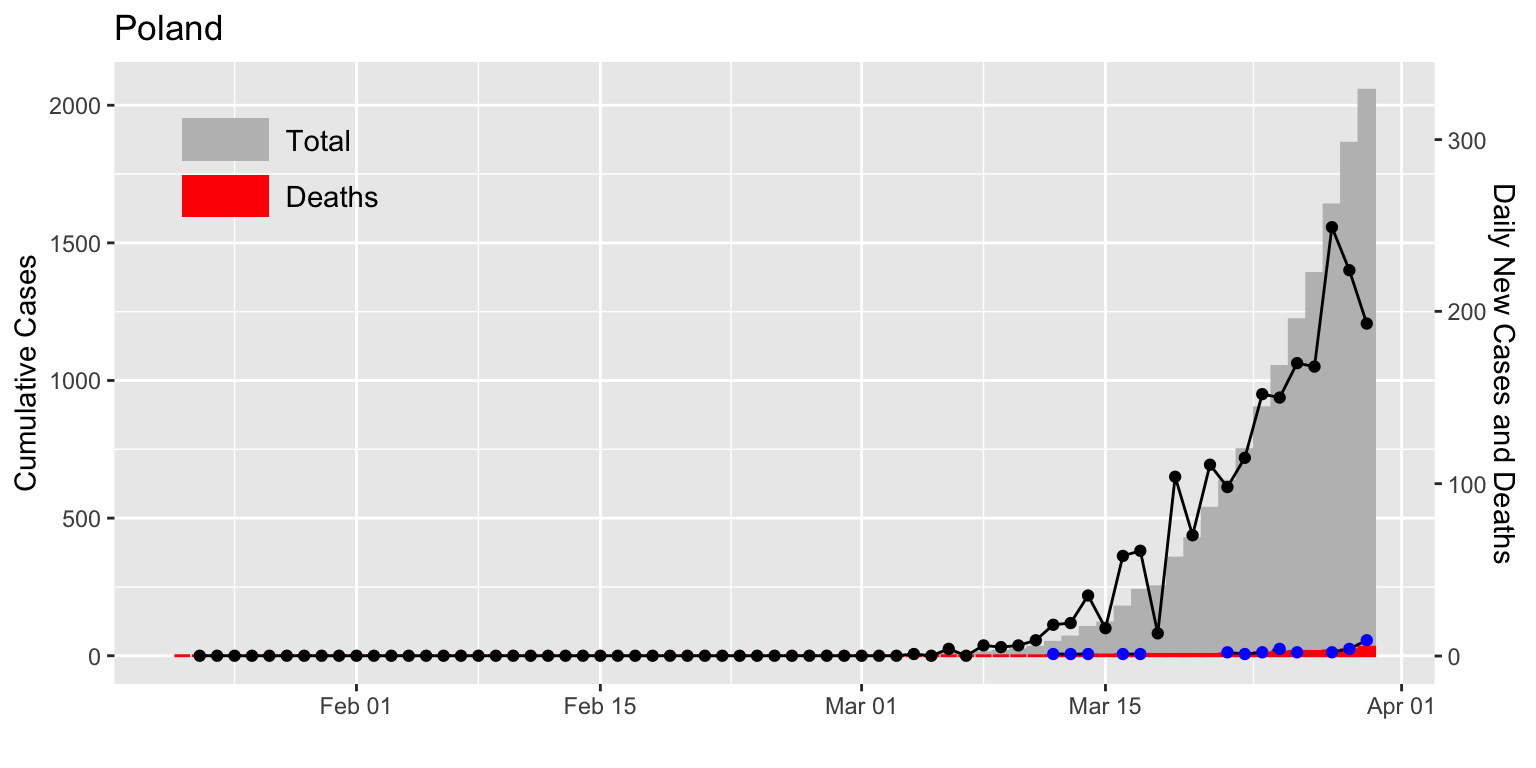 Poland
Total
Deaths
Cumulative Cases
2000
1500
1000
500
0
Daily New Cases and Deaths
300
200
100
0
Feb 01
Feb 15
Mar 01
Mar 15
Apr 01